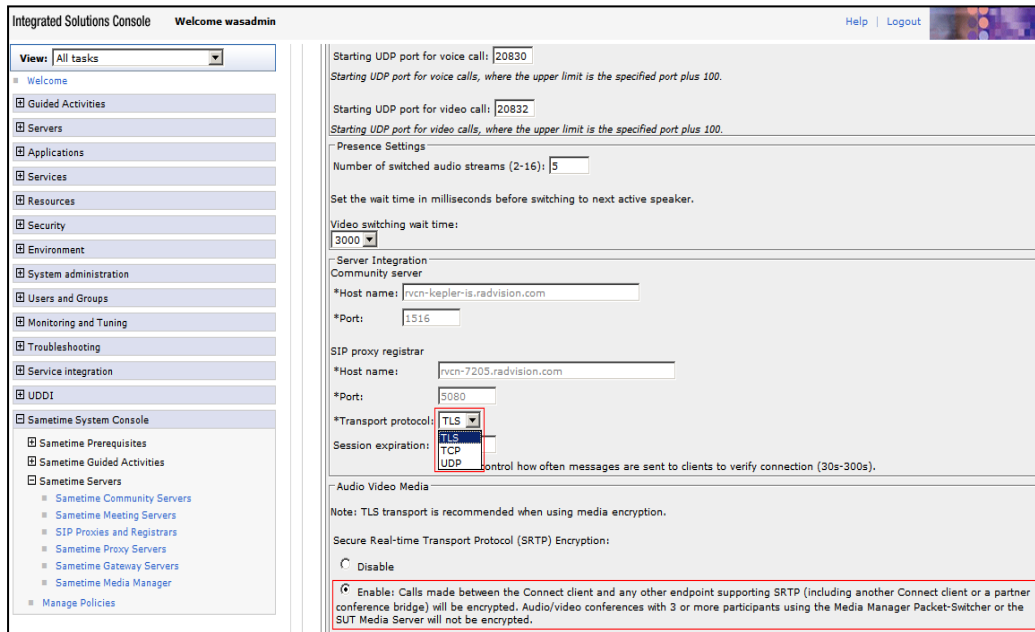 Integrated Solutions Console Welcome wasadmin Help | Logout
View: All tasks
Welcome
Guided Activities
Servers
Applications
Services
Resources
Security
Environment
System administration
Users and Groups
Monitoring and Tuning
Troubleshooting
Service integration
UDDI
Sametime System Console
Sametime Prerequisites
Sametime Guided Activities
Sametime Servers
Sametime Community Servers
Sametime Meeting Servers
SIP Proxies and Registrars
Sametime Proxy Servers
Sametime Gateway Servers
Sametime Media Manager
Manage Policies
Starting UDP port for voice call: 20830
Starting UDP port for voice calls, where the upper limit is the specified port plus 100.
Starting UDP port for video call: 20832
Starting UDP port for video calls, where the upper limit is the specified port plus 100.
Presence Settings
Number of switched audio streams (2-16): 5
Set the wait time in milliseconds before switching to next active speaker.
Video switching wait time:
3000
Server Integration
Community server
*Host name: rvcn-kepler-is.radvision.com
*Port: 1516
SIP proxy registrar
*Host name: rvcn-7205.radvision.com
*Port: 5080
*Transport protocol: TLS
TLS
Session expiration:
TCP
UDP
control how often messages are sent to clients to verify connection (30s-300s).
Audio Video Media
Note: TLS transport is recommended when using media encryption.
Secure Real-time Transport Protocol (SRTP) Encryption:
Disable
Enable: Calls made between the Connect client and any other endpoint supporting SRTP (including another Connect client or a partner
conference bridge) will be encrypted. Audio/video conferences with 3 or more participants using the Media Manager Packet-Switcher or the
SUT Media Server will not be encrypted.